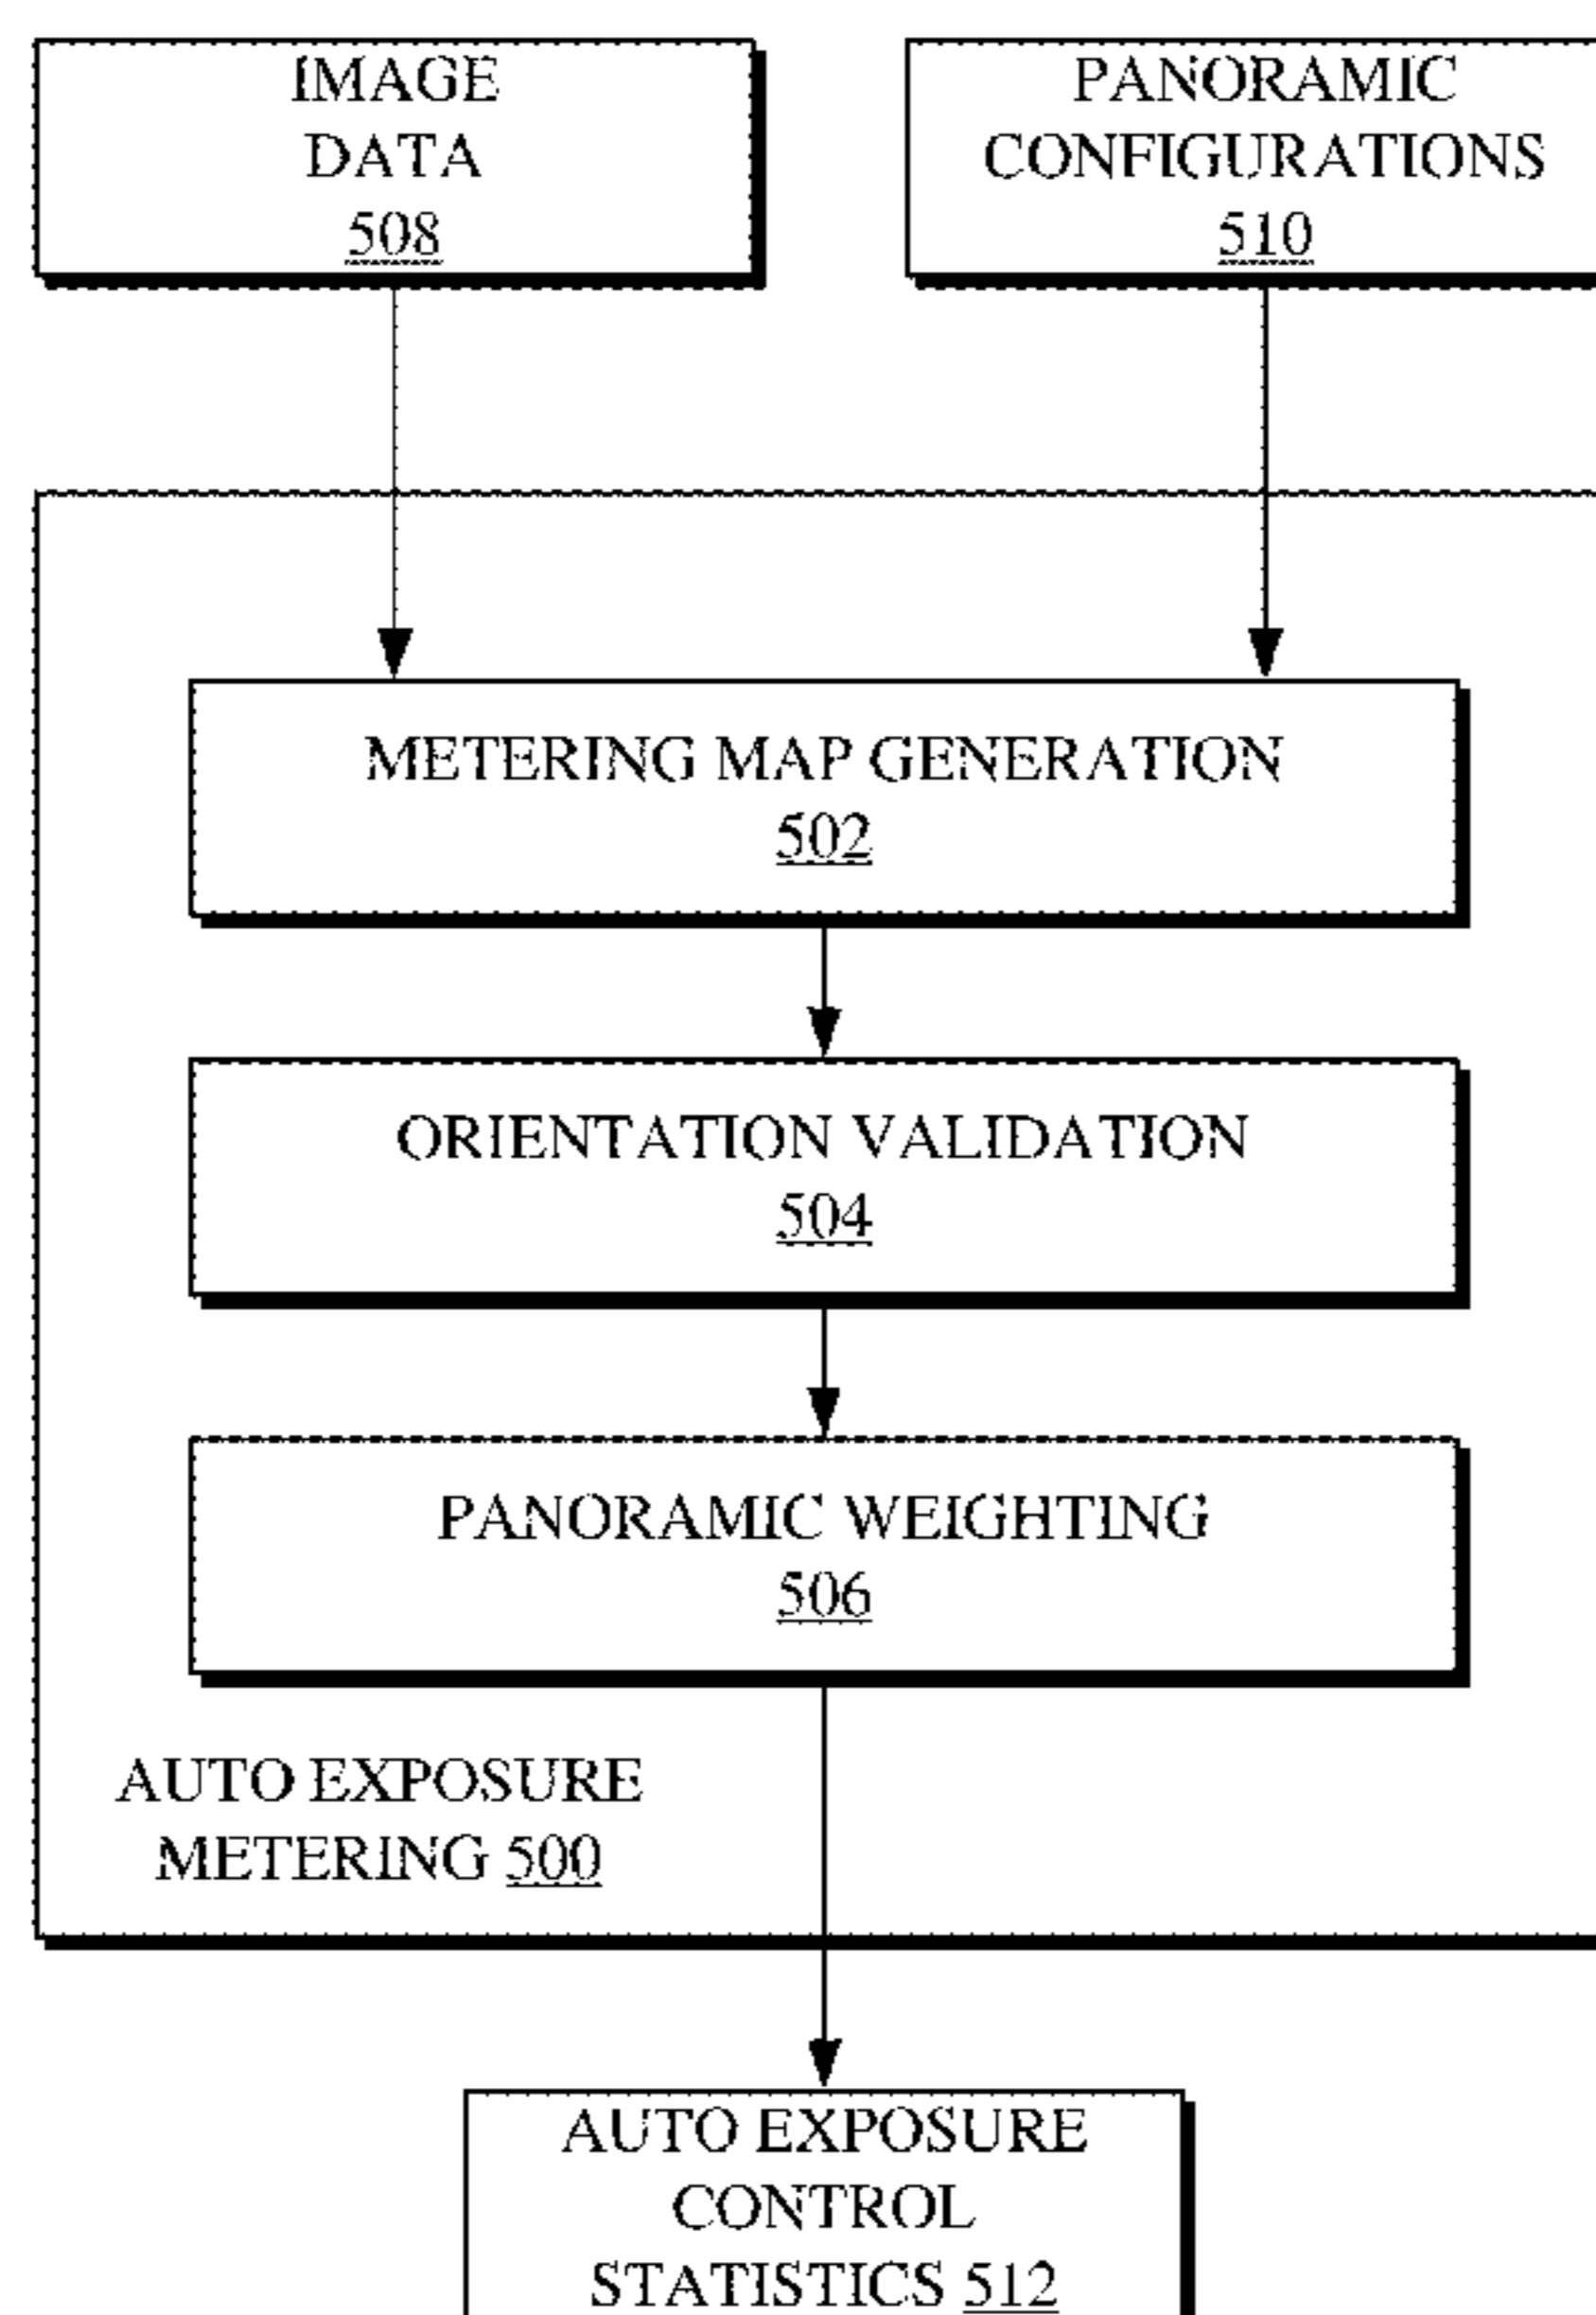 IMAGE
DATA
508
PANORAMIC
CONFIGURATIONS
510
METERING MAP GENERATION
502
ORIENTATION VALIDATION
504
PANORAMIC WEIGHTING
506
AUTO EXPOSURE
METERING 500
AUTO EXPOSURE
CONTROL
STATISTICS 512